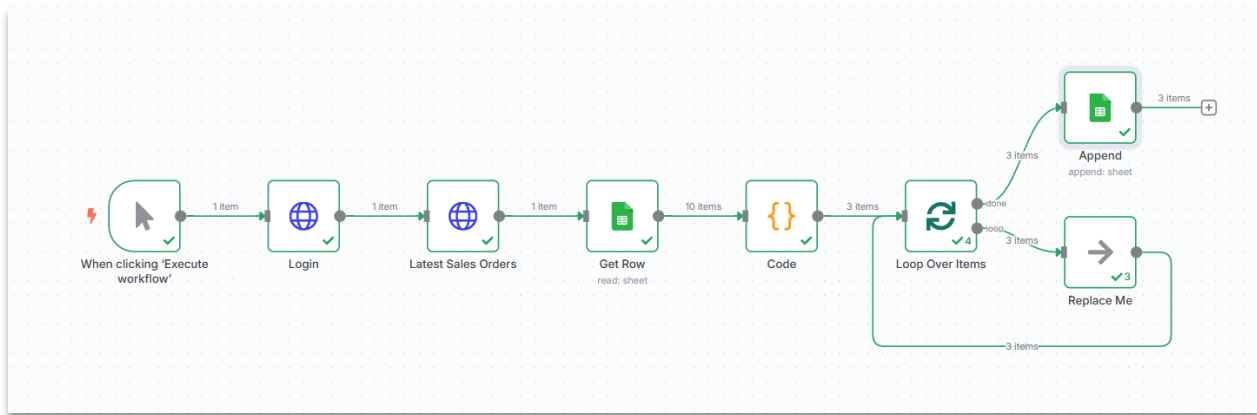 3 items
Append
append: sheet
3 items
1 item
1 item
1 item
10 items
3 items
done
loop
3 items
4
3
When clicking ‘Execute
workflow’
Login
Latest Sales Orders
Get Row
read: sheet
Code
Loop Over Items
Replace Me
3 items